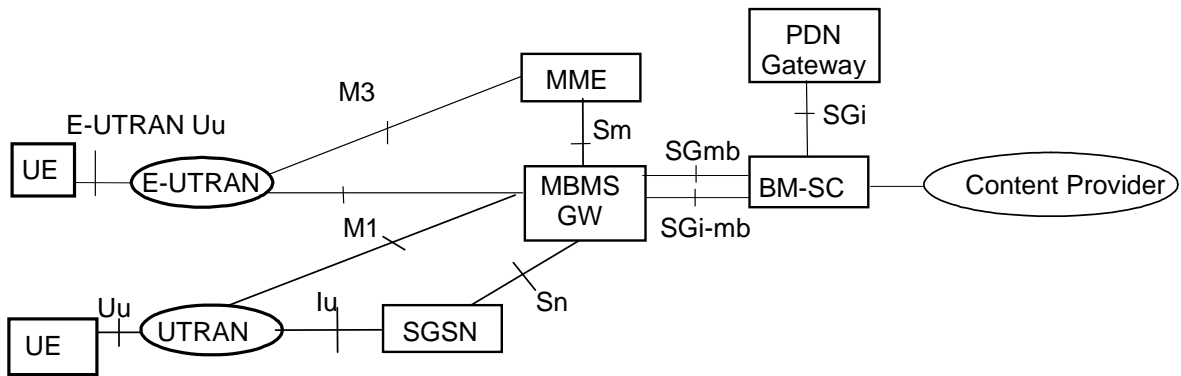 PDN
Gateway
MME
M3
SGi
E-UTRAN Uu
Sm
SGmb
UE
E-UTRAN
MBMS
GW
BM-SC
Content Provider
M1
SGi-mb
Uu
Iu
Sn
UE
UTRAN
SGSN